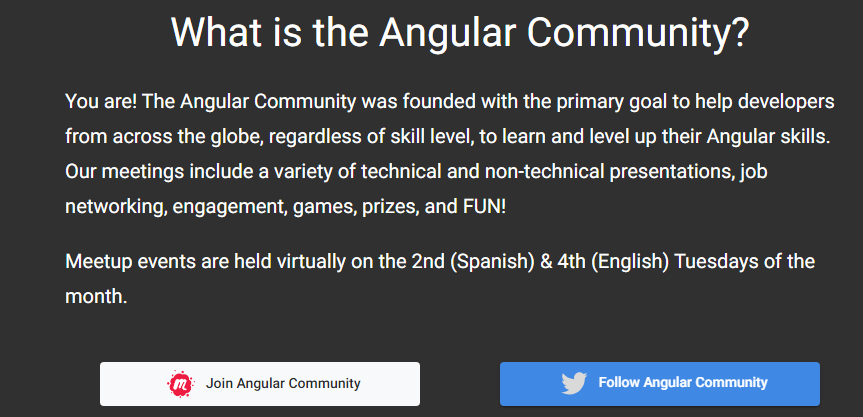 What is the Angular Community?
You are! The Angular Community was founded with the primary goal to help developers
from across the globe, regardless of skill level, to learn and level up their Angular skills.
Our meetings include a variety of technical and non-technical presentations, job
networking, engagement, games, prizes, and FUN!
Meetup events are held virtually on the 2nd (Spanish) & 4th (English) Tuesdays of the
month.
Join Angular Community
Follow Angular Community